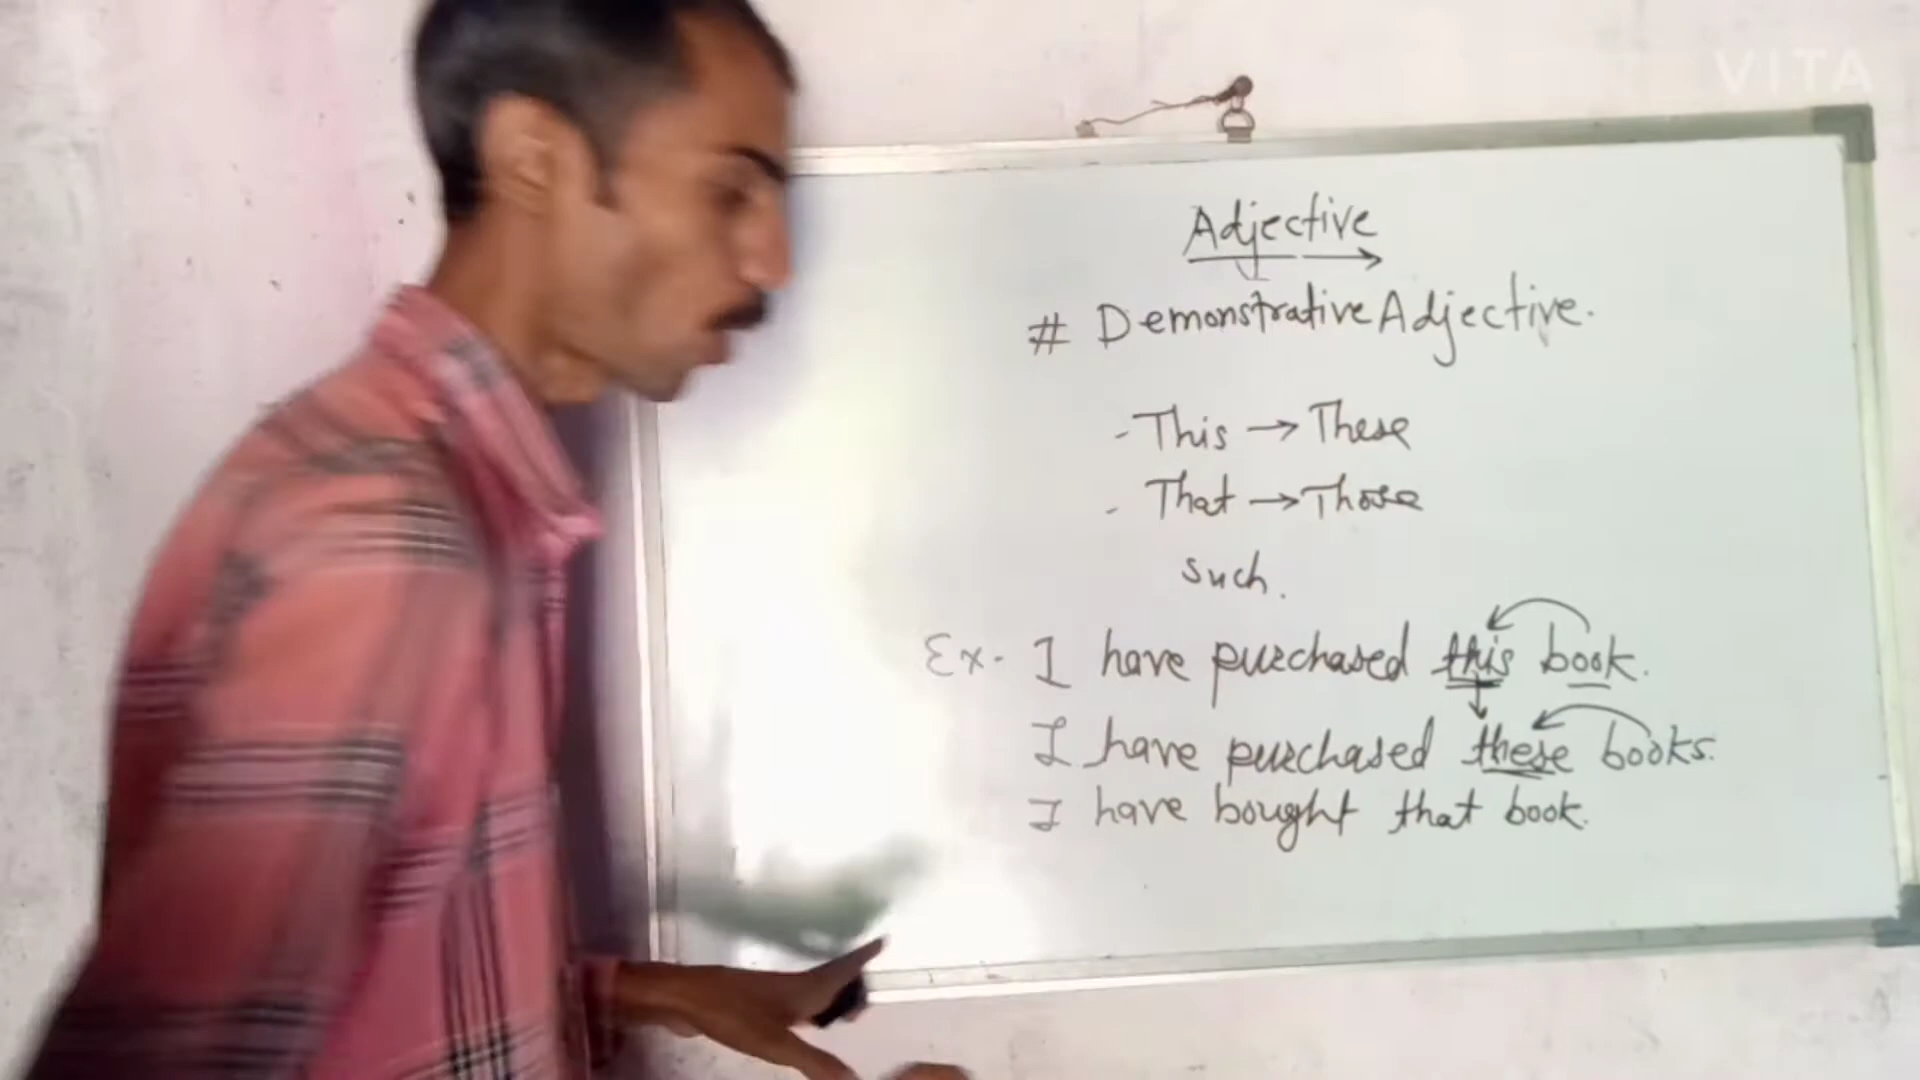 VITA
Adjective
# Demonstrative Adjective.
- This → These
- That → Those
such.
Ex- I have purchased this book.
I have purchased these books.
I have bought that book.